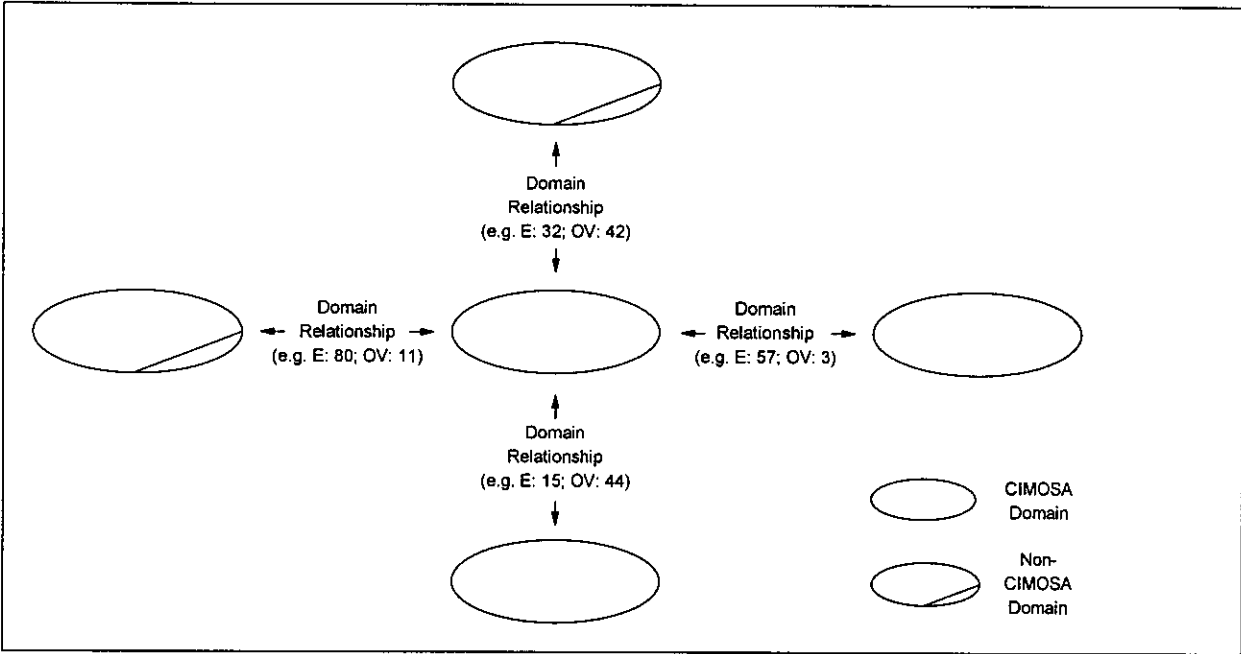 Domain
Relationship
(e.g. E: 32; OV: 42)
Domain
Relationship
(e.g. E: 80; OV: 11)
Domain
Relationship
(e.g. E: 57; OV: 3)
Domain
Relationship
(e.g. E: 15; OV: 44)
CIMOSA
Domain
Non-
CIMOSA
Domain